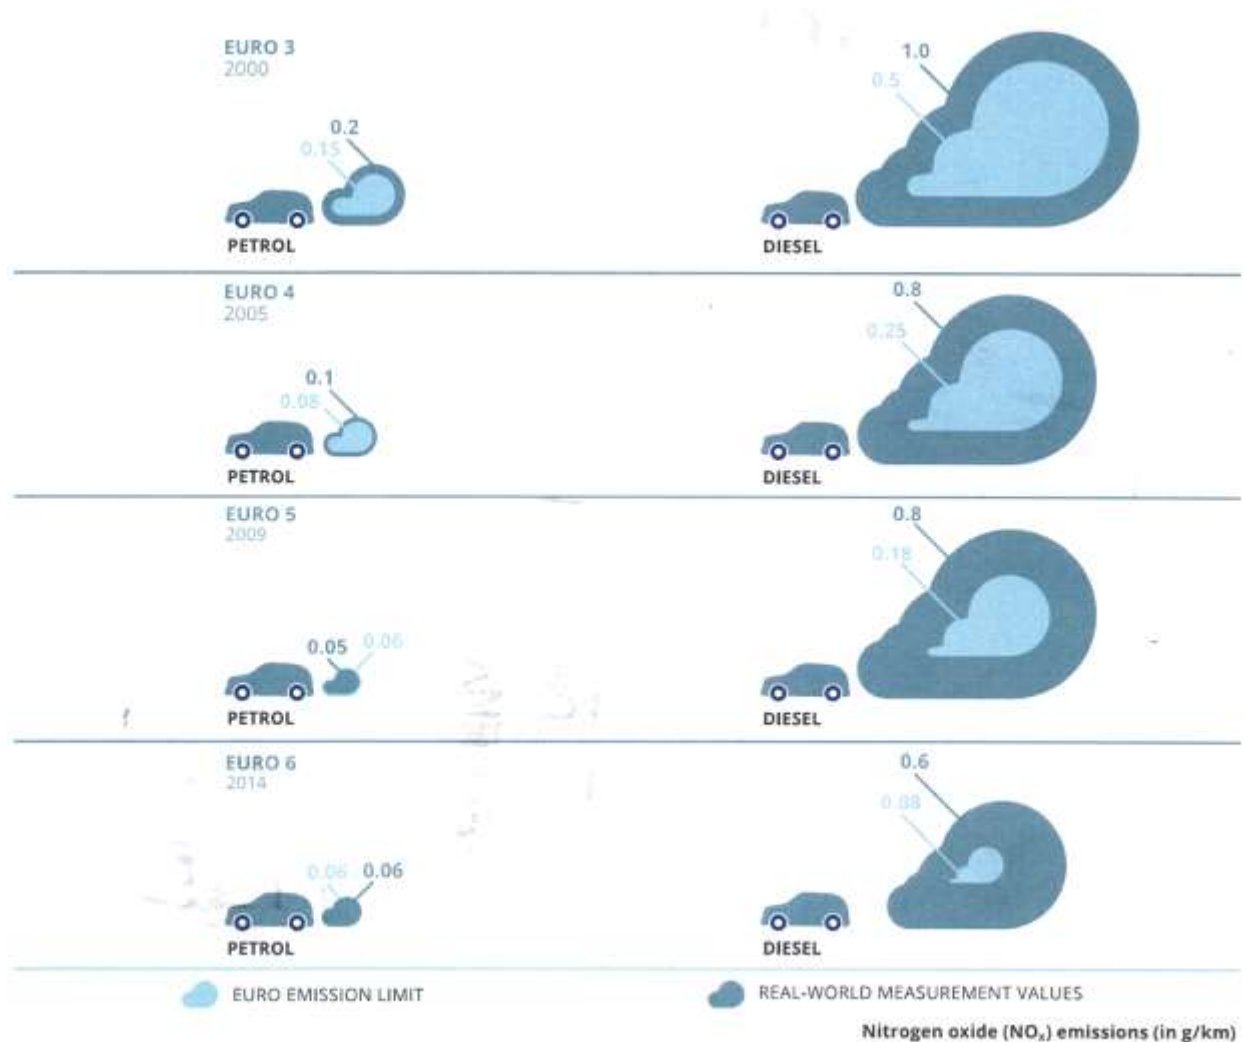 EURO 3
2000
0.2
0.15
PETROL
1.0
0.5
DIESEL
EURO 4
2005
0.1
0.08
PETROL
0.8
0.25
DIESEL
EURO 5
2009
0.05
0.06
PETROL
0.8
0.18
DIESEL
EURO 6
2014
0.06
0.06
PETROL
0.6
DIESEL
EURO EMISSION LIMIT
REAL-WORLD MEASUREMENT VALUES
Nitrogen oxide (NOₓ) emissions (in g/km)